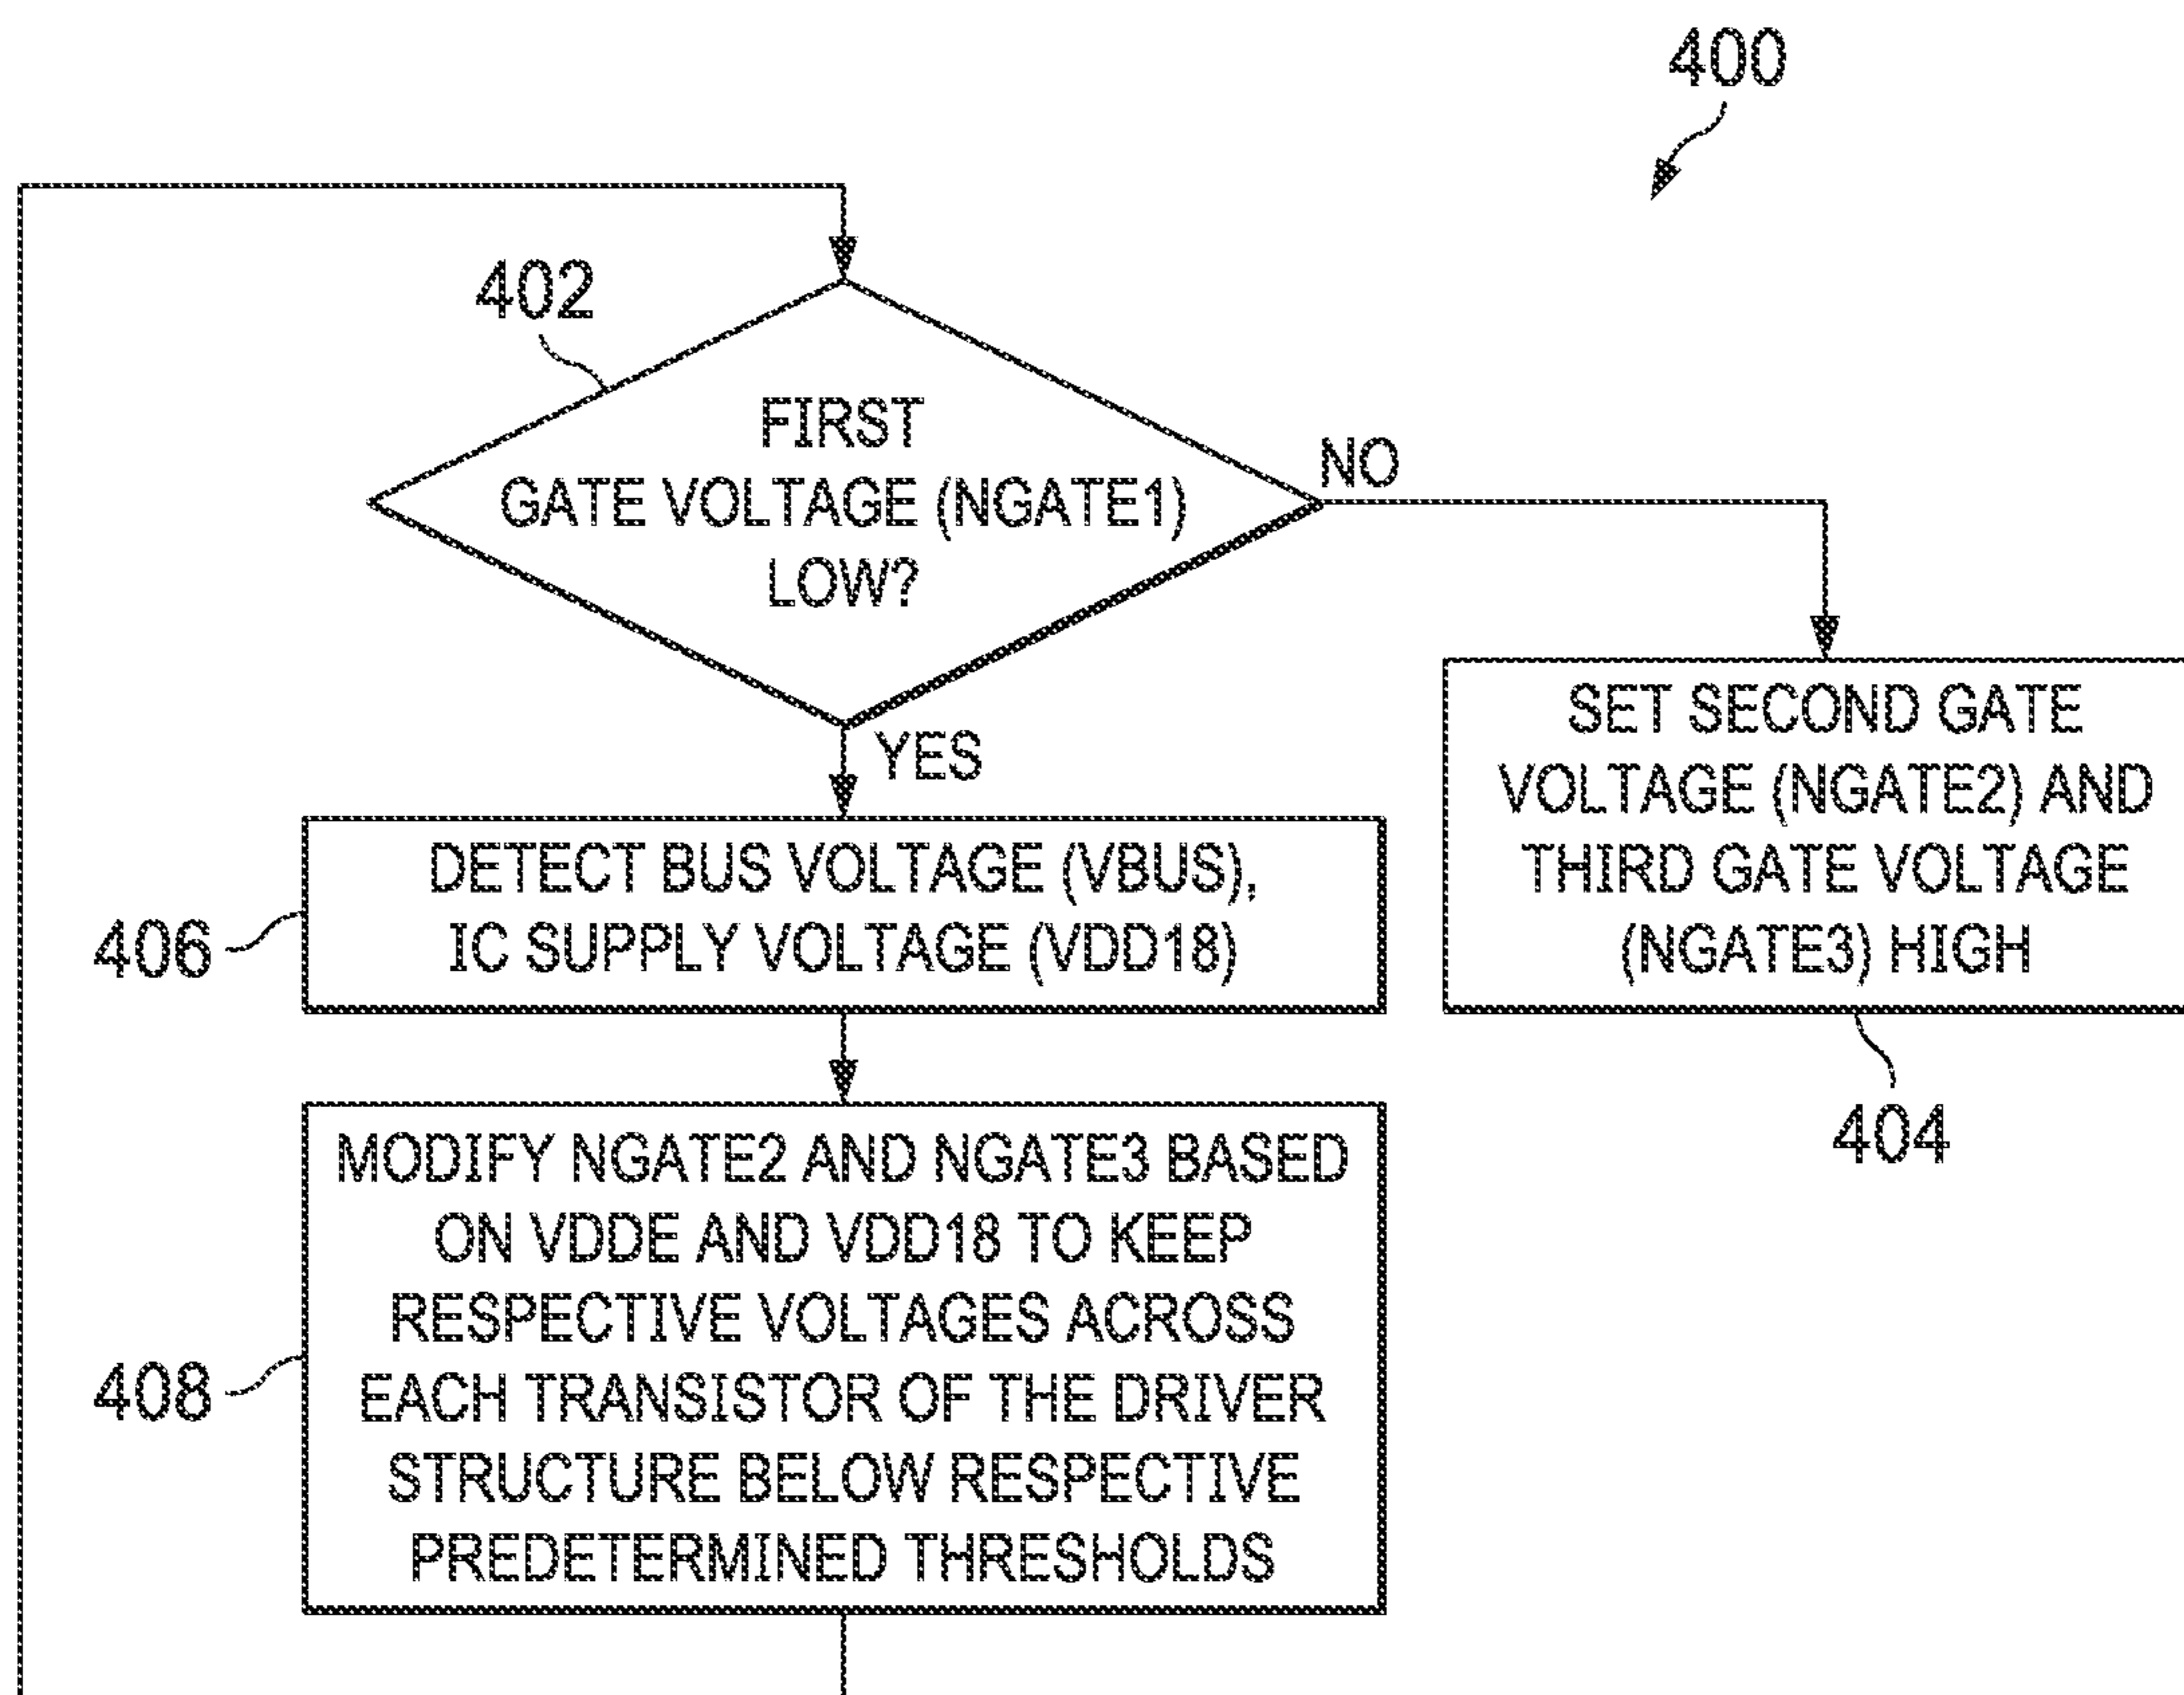 400
402
FIRST
GATE VOLTAGE (NGATE1)
LOW?
NO
YES
SET SECOND GATE
VOLTAGE (NGATE2) AND
THIRD GATE VOLTAGE
(NGATE3) HIGH
404
DETECT BUS VOLTAGE (VBUS),
IC SUPPLY VOLTAGE (VDD18)
406
MODIFY NGATE2 AND NGATE3 BASED
ON VDDE AND VDD18 TO KEEP
RESPECTIVE VOLTAGES ACROSS
EACH TRANSISTOR OF THE DRIVER
STRUCTURE BELOW RESPECTIVE
PREDETERMINED THRESHOLDS
408